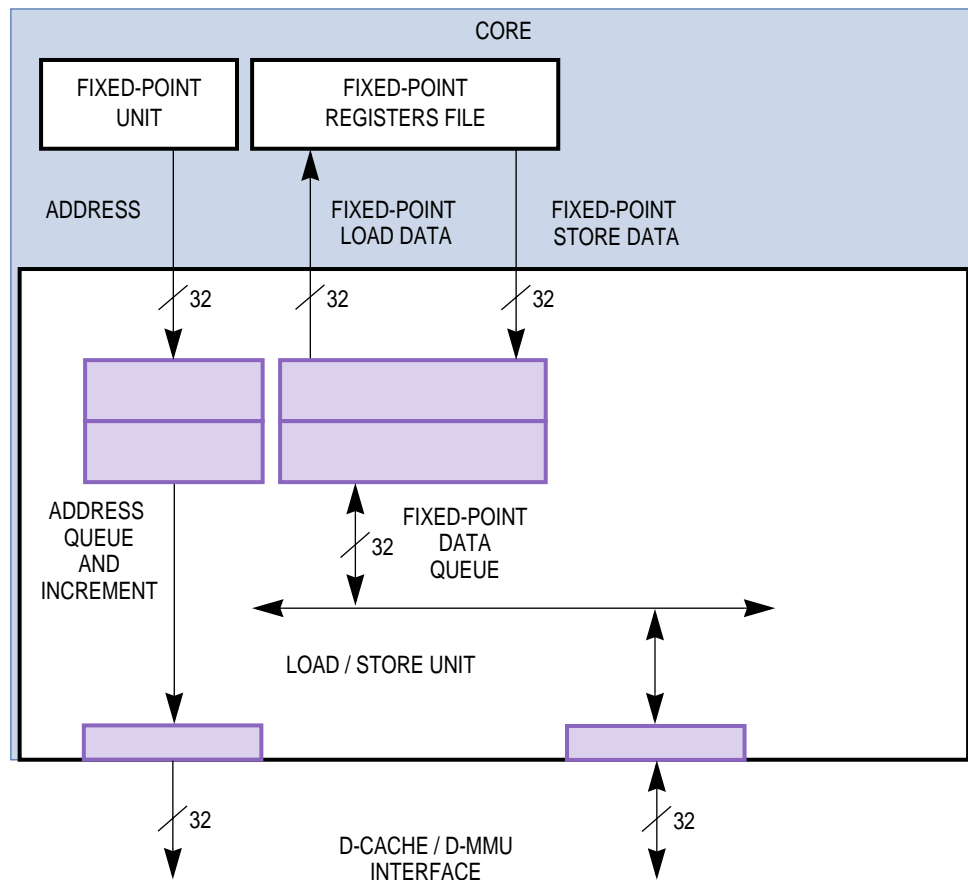 CORE
FIXED-POINT
UNIT
FIXED-POINT
REGISTERS FILE
ADDRESS
FIXED-POINT
LOAD DATA
FIXED-POINT
STORE DATA
32
32
32
ADDRESS
QUEUE
AND
INCREMENT
32
FIXED-POINT
DATA
QUEUE
LOAD / STORE UNIT
32
32
D-CACHE / D-MMU
INTERFACE